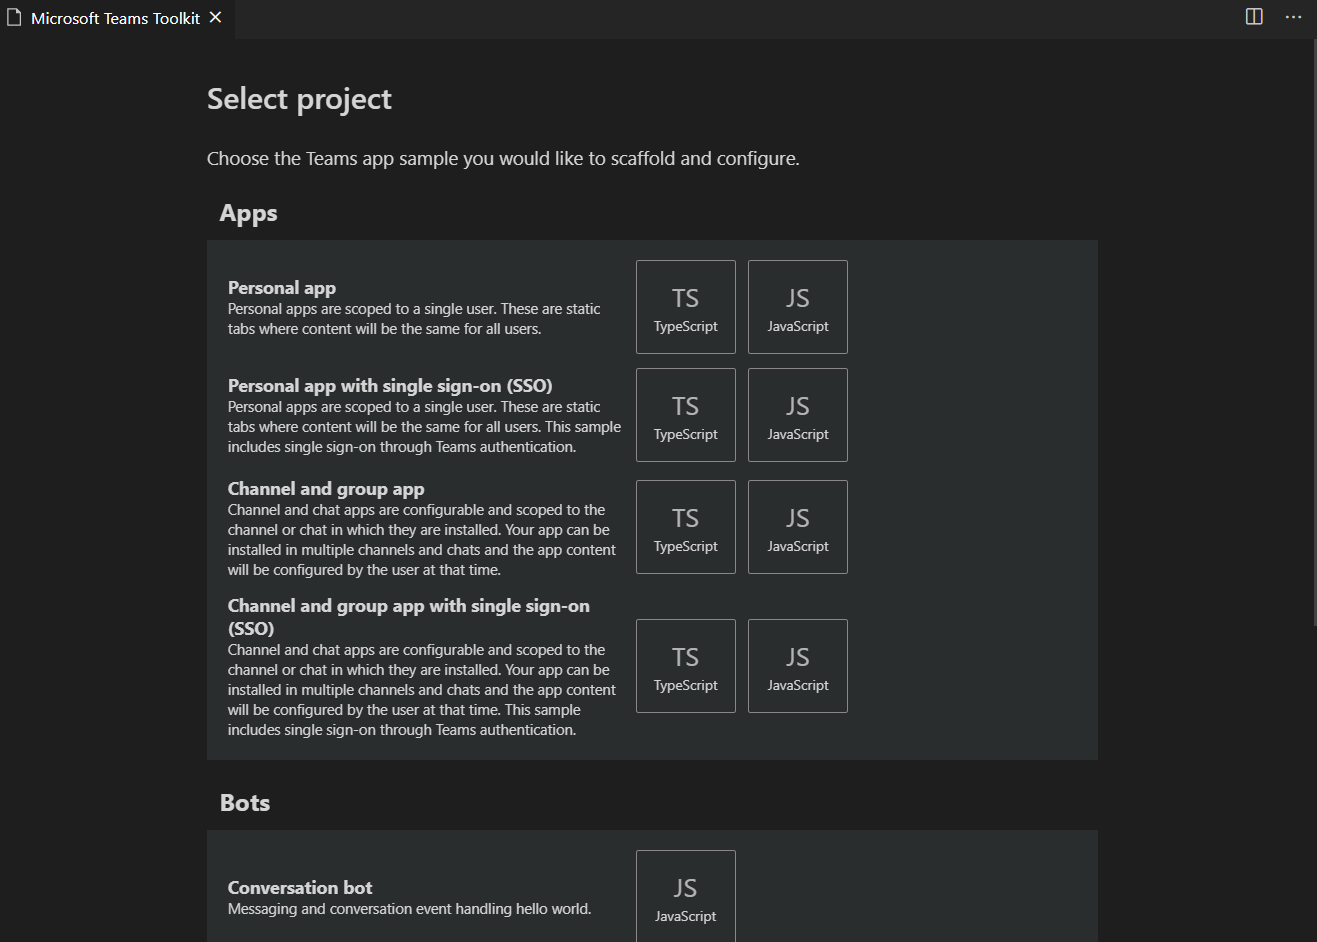 Microsoft Teams Toolkit
Select project
Choose the Teams app sample you would like to scaffold and configure.
Apps
Personal app
Personal apps are scoped to a single user. These are static
tabs where content will be the same for all users.
TS
TypeScript
JS
JavaScript
Personal app with single sign-on (SSO)
Personal apps are scoped to a single user. These are static
tabs where content will be the same for all users. This sample
includes single sign-on through Teams authentication.
TS
TypeScript
JS
JavaScript
Channel and group app
Channel and chat apps are configurable and scoped to the
channel or chat in which they are installed. Your app can be
installed in multiple channels and chats and the app content
will be configured by the user at that time.
TS
TypeScript
JS
JavaScript
Channel and group app with single sign-on
(SSO)
Channel and chat apps are configurable and scoped to the
channel or chat in which they are installed. Your app can be
installed in multiple channels and chats and the app content
will be configured by the user at that time. This sample
includes single sign-on through Teams authentication.
TS
TypeScript
JS
JavaScript
Bots
Conversation bot
Messaging and conversation event handling hello world.
JS
JavaScript